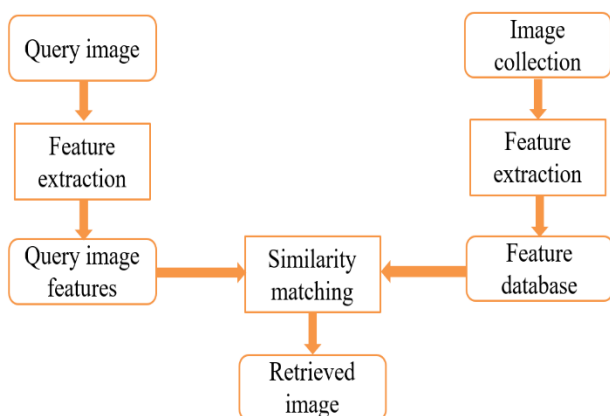 Query image
Image
collection
Feature
extraction
Feature
extraction
Query image
features
Similarity
matching
Feature
database
Retrieved
image